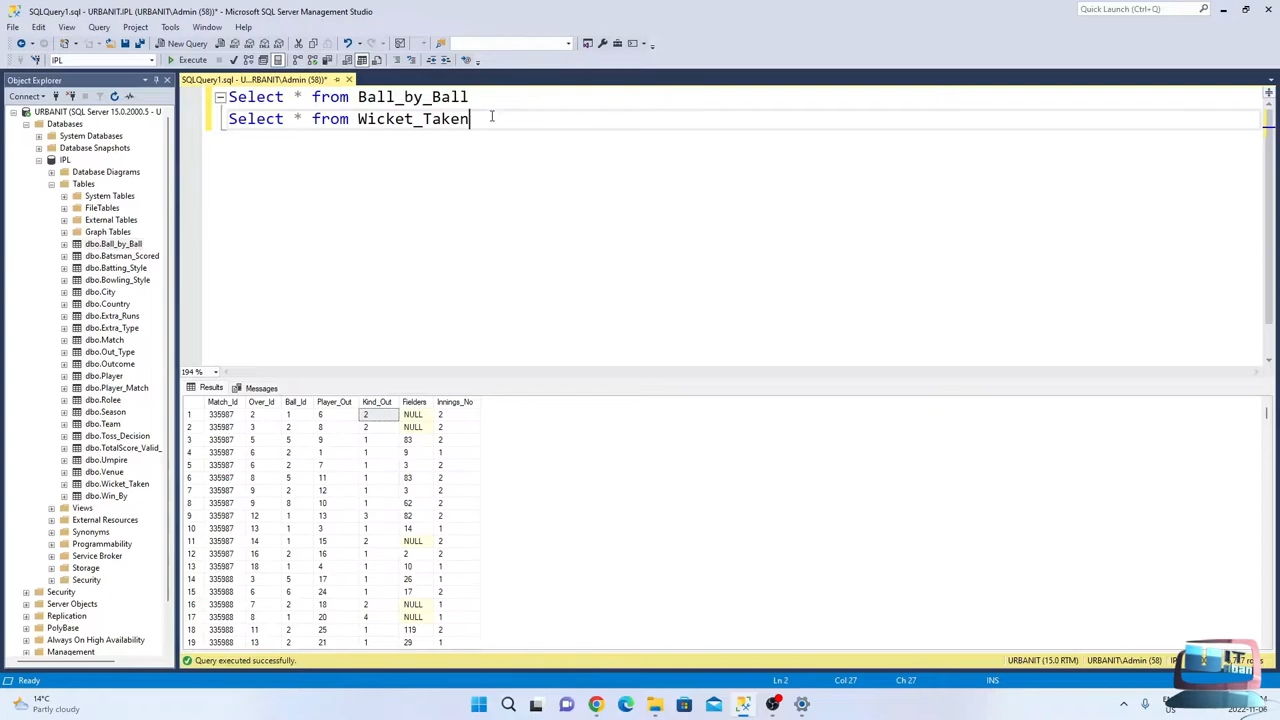 SQLQuery1.sql - URBANIT.IPL (URBANIT\Admin (58))* - Microsoft SQL Server Management Studio
Quick Launch (Ctrl+Q)
File Edit View Query Project Tools Window Help
New Query
IPL
Execute
Object Explorer
SQLQuery1.sql - U...RBANIT\Admin (58))*
Connect
Select * from Ball_by_Ball
Select * from Wicket_Taken
URBANIT (SQL Server 15.0.2000.5 - U
Databases
System Databases
Database Snapshots
IPL
Database Diagrams
Tables
System Tables
FileTables
External Tables
Graph Tables
dbo.Ball_by_Ball
dbo.Batsman_Scored
dbo.Batting_Style
dbo.Bowling_Style
dbo.City
dbo.Country
dbo.Extra_Runs
dbo.Extra_Type
dbo.Match
dbo.Out_Type
dbo.Outcome
dbo.Player
dbo.Player_Match
dbo.Rolee
dbo.Season
dbo.Team
dbo.Toss_Decision
dbo.TotalScore_Valid_
dbo.Umpire
dbo.Venue
dbo.Wicket_Taken
dbo.Win_By
Views
External Resources
Synonyms
Programmability
Service Broker
Storage
Security
Security
Server Objects
Replication
PolyBase
Always On High Availability
Management
194 %
Results Messages
Match_Id Over_Id Ball_Id Player_Out Kind_Out Fielders Innings_No
1 335987 2 1 6 2 NULL 2
2 335987 3 2 8 2 NULL 2
3 335987 5 5 9 1 83 2
4 335987 6 2 1 1 9 1
5 335987 6 2 7 1 3 2
6 335987 8 5 11 1 83 2
7 335987 9 2 12 1 3 2
8 335987 9 8 10 1 62 2
9 335987 12 1 13 3 82 2
10 335987 13 1 3 1 14 1
11 335987 14 1 15 2 NULL 2
12 335987 16 2 16 1 2 2
13 335987 18 1 4 1 10 1
14 335988 3 5 17 1 26 1
15 335988 6 6 24 1 17 2
16 335988 7 2 18 2 NULL 1
17 335988 8 1 20 4 NULL 1
18 335988 11 2 25 1 119 2
19 335988 13 2 21 1 29 1
Query executed successfully.
URBANIT (15.0 RTM) URBANIT\Admin (58) rows
Ready
Ln 2 Col 27 Ch 27 INS
14°C
Partly cloudy
2022-11-06